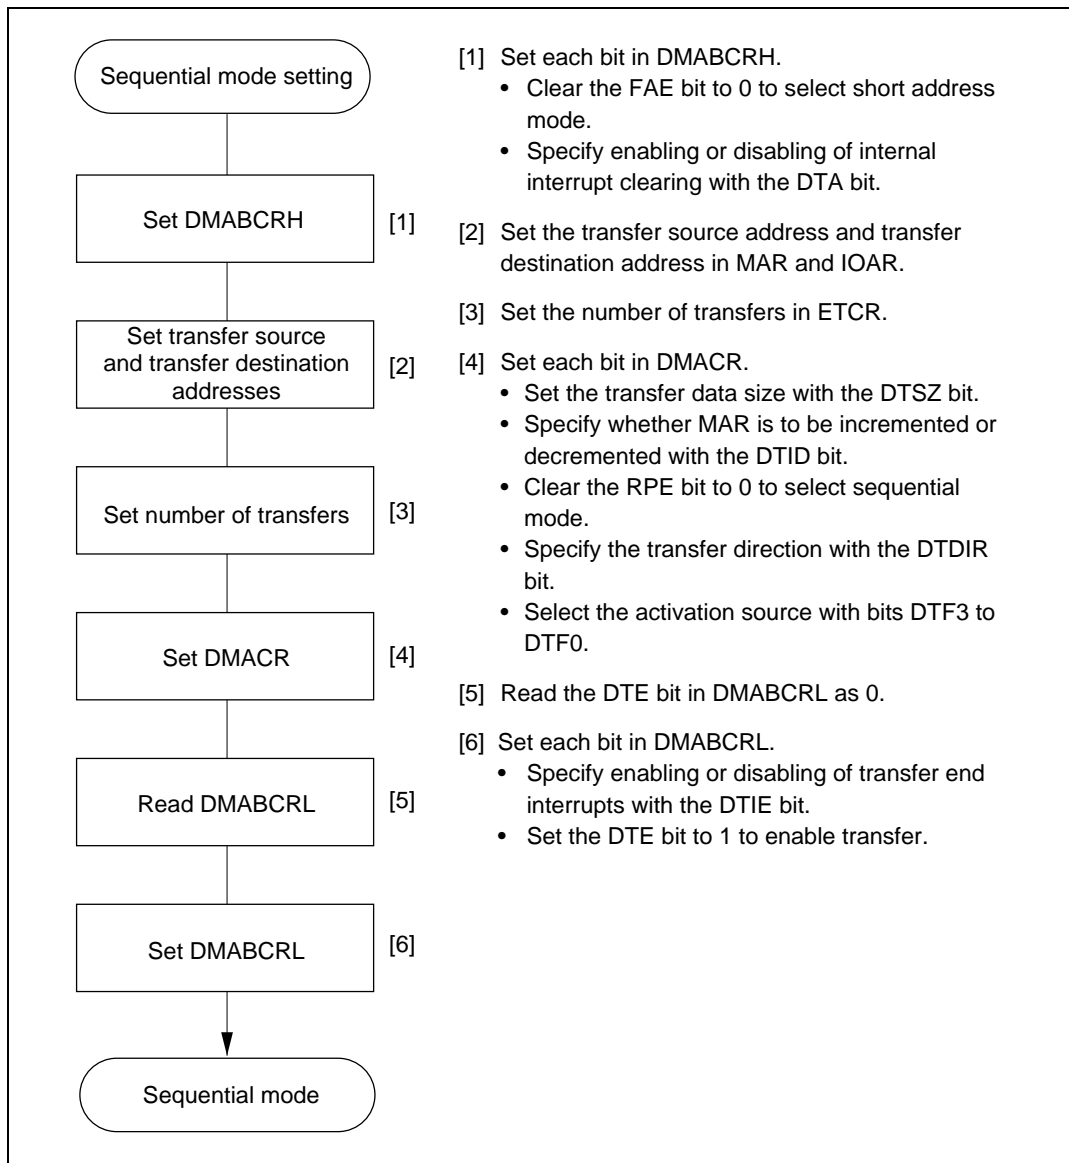 Sequential mode setting
Set DMABCRH
[1]
Set transfer source
and transfer destination
addresses
[2]
Set number of transfers
[3]
Set DMACR
[4]
Read DMABCRL
[5]
Set DMABCRL
[6]
Sequential mode
[1] Set each bit in DMABCRH.
• Clear the FAE bit to 0 to select short address
mode.
• Specify enabling or disabling of internal
interrupt clearing with the DTA bit.
[2] Set the transfer source address and transfer
destination address in MAR and IOAR.
[3] Set the number of transfers in ETCR.
[4] Set each bit in DMACR.
• Set the transfer data size with the DTSZ bit.
• Specify whether MAR is to be incremented or
decremented with the DTID bit.
• Clear the RPE bit to 0 to select sequential
mode.
• Specify the transfer direction with the DTDIR
bit.
• Select the activation source with bits DTF3 to
DTF0.
[5] Read the DTE bit in DMABCRL as 0.
[6] Set each bit in DMABCRL.
• Specify enabling or disabling of transfer end
interrupts with the DTIE bit.
• Set the DTE bit to 1 to enable transfer.